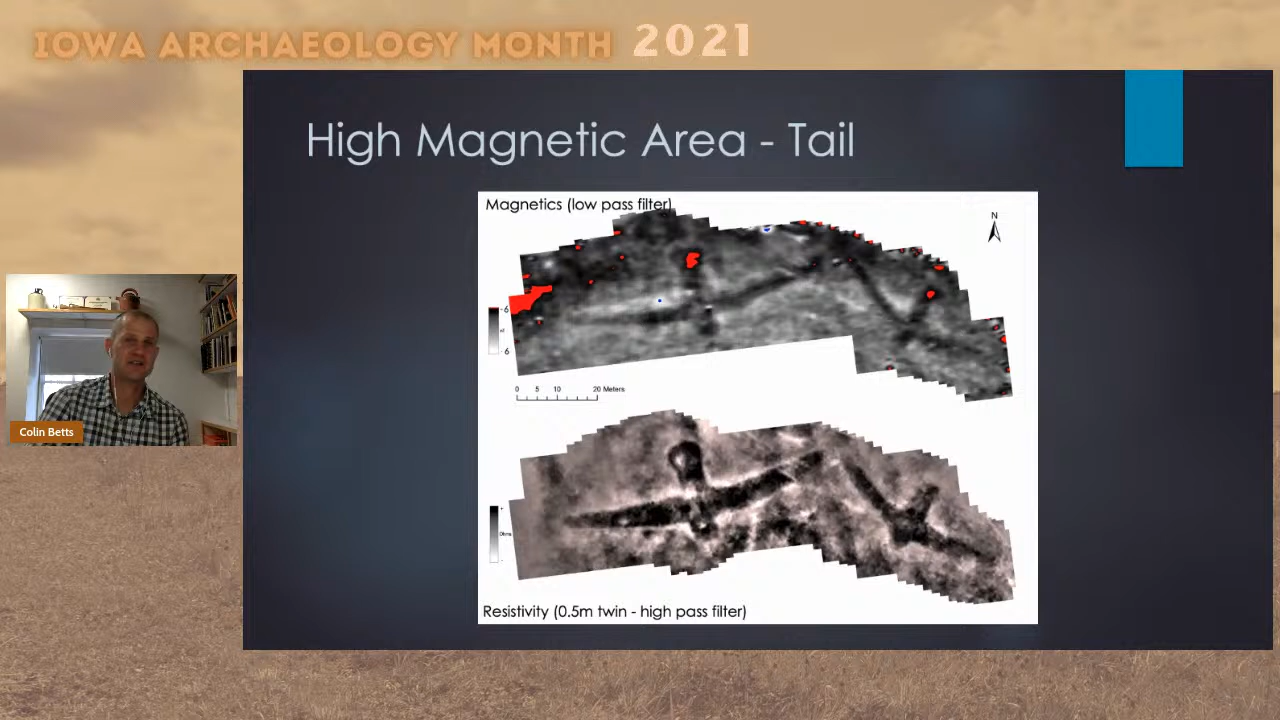 IOWA ARCHAEOLOGY MONTH 2021
High Magnetic Area - Tail
Magnetics (low pass filter)
N
6
nT
-6
0 5 10 20 Meters
Colin Betts
+
Ohms
-
Resistivity (0.5m twin - high pass filter)